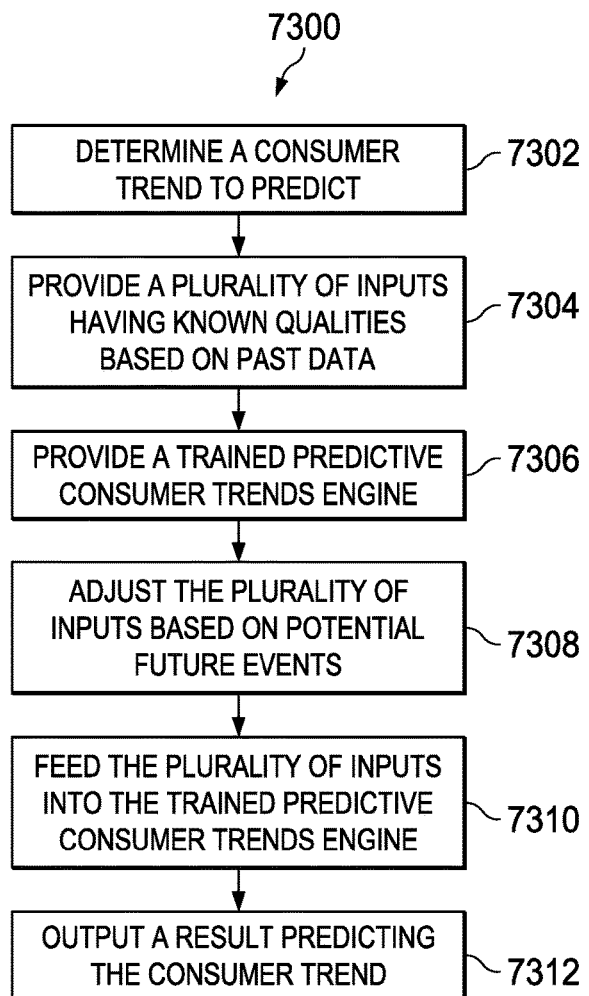 7300
DETERMINE A CONSUMER
TREND TO PREDICT
7302
PROVIDE A PLURALITY OF INPUTS
HAVING KNOWN QUALITIES
BASED ON PAST DATA
7304
PROVIDE A TRAINED PREDICTIVE
CONSUMER TRENDS ENGINE
7306
ADJUST THE PLURALITY OF
INPUTS BASED ON POTENTIAL
FUTURE EVENTS
7308
FEED THE PLURALITY OF INPUTS
INTO THE TRAINED PREDICTIVE
CONSUMER TRENDS ENGINE
7310
OUTPUT A RESULT PREDICTING
THE CONSUMER TREND
7312